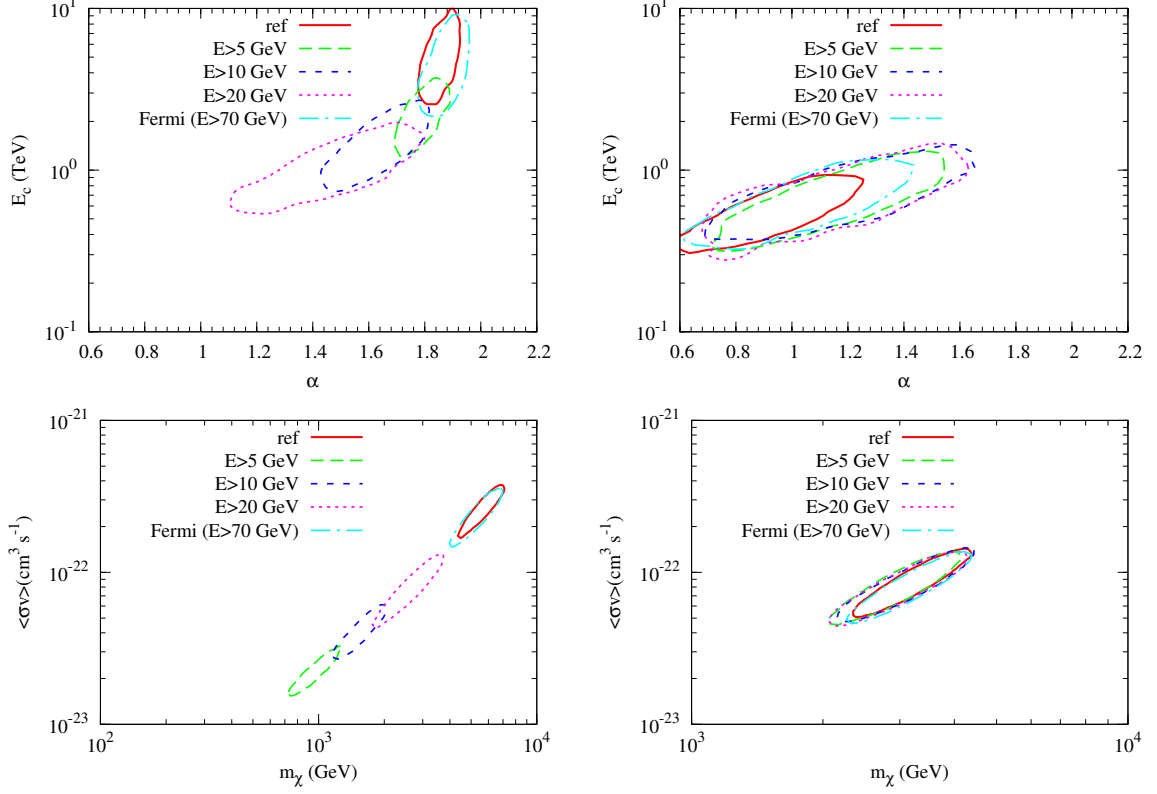 10^1
ref
E>5 GeV
E>10 GeV
E>20 GeV
Fermi (E>70 GeV)
E_c (TeV)
10^0
10^-1
0.6 0.8 1 1.2 1.4 1.6 1.8 2 2.2
α
10^1
ref
E>5 GeV
E>10 GeV
E>20 GeV
Fermi (E>70 GeV)
E_c (TeV)
10^0
10^-1
0.6 0.8 1 1.2 1.4 1.6 1.8 2 2.2
α
10^-21
ref
E>5 GeV
E>10 GeV
E>20 GeV
Fermi (E>70 GeV)
<σv>(cm^3 s^-1)
10^-22
10^-23
10^2 10^3 10^4
m_χ (GeV)
10^-21
ref
E>5 GeV
E>10 GeV
E>20 GeV
Fermi (E>70 GeV)
<σv>(cm^3 s^-1)
10^-22
10^-23
10^3 10^4
m_χ (GeV)